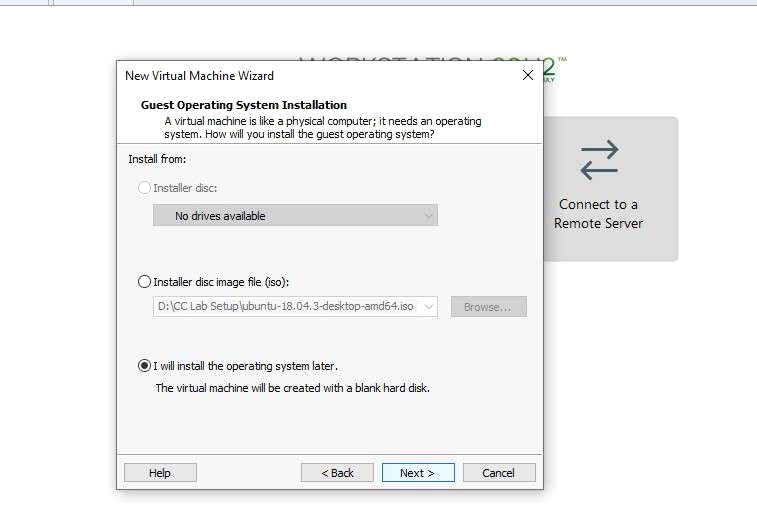 New Virtual Machine Wizard
Guest Operating System Installation
A virtual machine is like a physical computer; it needs an operating
system. How will you install the guest operating system?
Install from:
Installer disc:
No drives available
Installer disc image file (iso):
D:\CC Lab Setup\ubuntu-18.04.3-desktop-amd64.iso
Browse...
I will install the operating system later.
The virtual machine will be created with a blank hard disk.
Help
< Back
Next >
Cancel
Connect to a
Remote Server